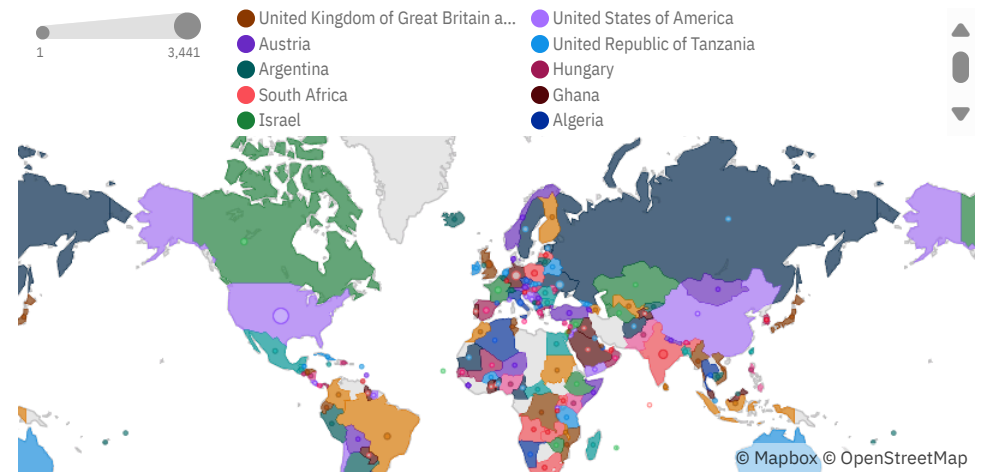 1
3,441
United Kingdom of Great Britain a...
Austria
Argentina
South Africa
Israel
United States of America
United Republic of Tanzania
Hungary
Ghana
Algeria
© Mapbox © OpenStreetMap